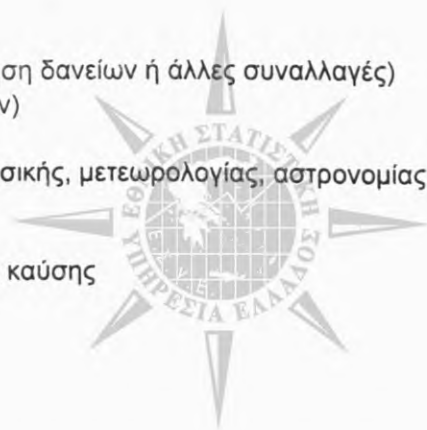 ση δανείων ή άλλες συναλλαγές)
ν)
σικής, μετεωρολογίας, αστρονομίας
καύσης
ΕΘΝΙΚΗ ΣΤΑΤΙΣΤΙΚΗ
ΥΠΗΡΕΣΙΑ ΕΛΛΑΔΟΣ
Ε.Σ.Υ.Ε.